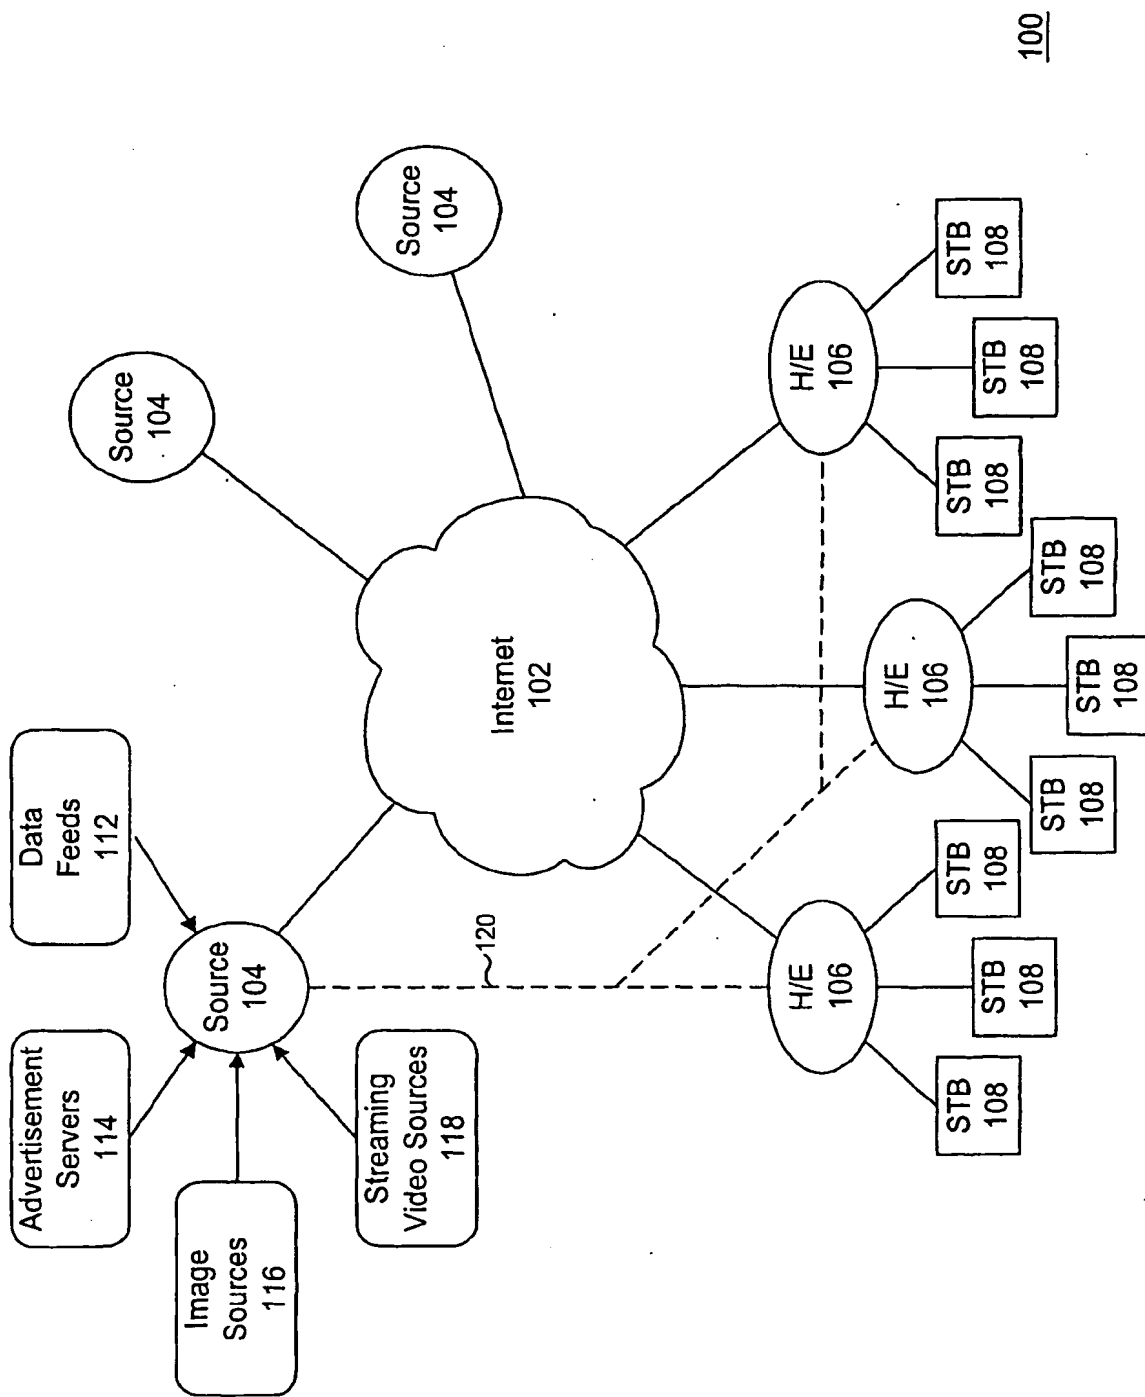 100
Data
Feeds
112
Advertisement
Servers
114
Image
Sources
116
Streaming
Video Sources
118
Source
104
Source
104
Source
104
Internet
102
120
H/E
106
H/E
106
H/E
106
STB
108
STB
108
STB
108
STB
108
STB
108
STB
108
STB
108
STB
108
STB
108